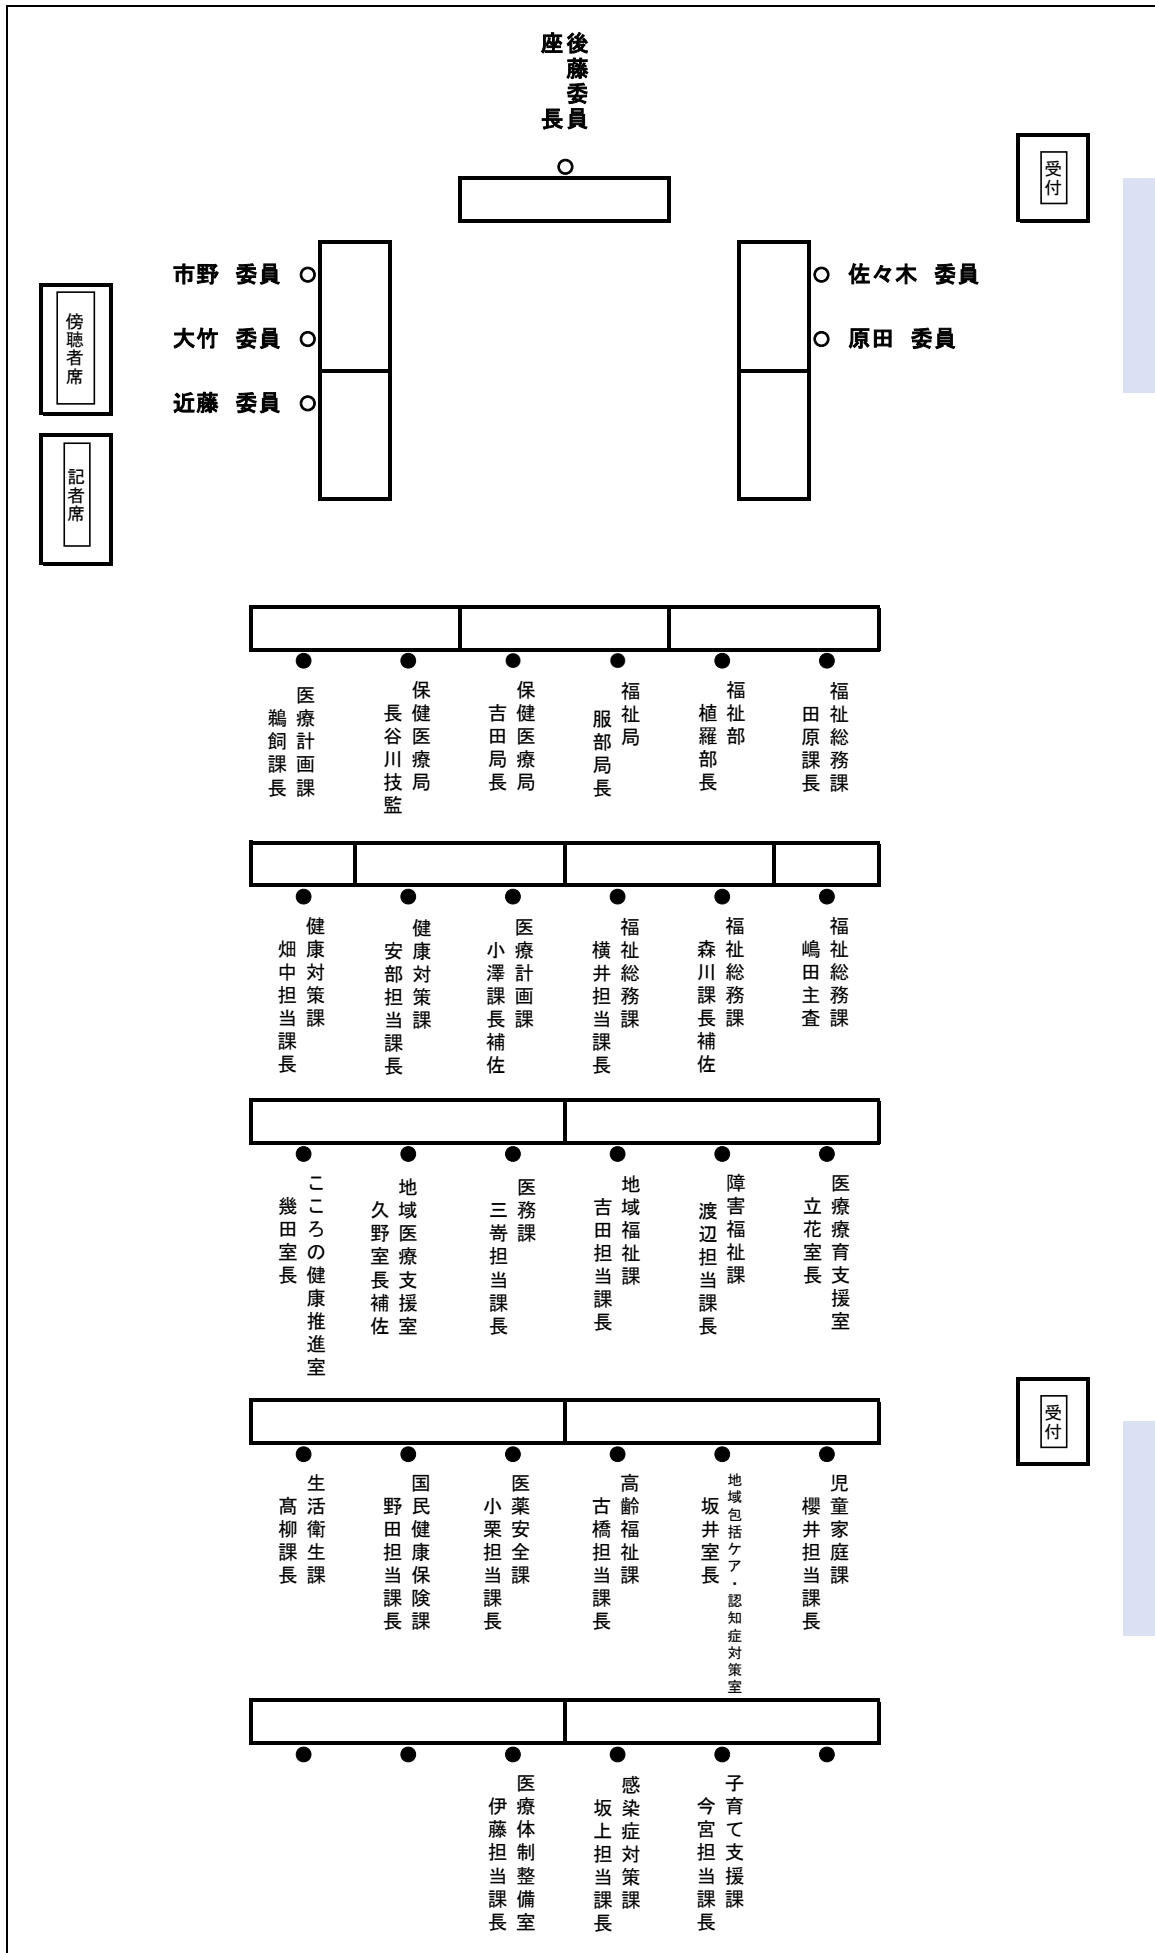 後藤委員
座長
受付
市野 委員
佐々木 委員
大竹 委員
原田 委員
近藤 委員
傍聴者席
記者席
医療計画課
鵜飼課長
保健医療局
長谷川技監
保健医療局
吉田局長
福祉局
服部局長
福祉部
植羅部長
福祉総務課
田原課長
健康対策課
畑中担当課長
健康対策課
安部担当課長
医療計画課
小澤課長補佐
福祉総務課
横井担当課長
福祉総務課
森川課長補佐
福祉総務課
嶋田主査
こころの健康推進室
幾田室長
地域医療支援室
久野室長補佐
医務課
三嵜担当課長
地域福祉課
吉田担当課長
障害福祉課
渡辺担当課長
医療療育支援室
立花室長
受付
生活衛生課
髙柳課長
国民健康保険課
野田担当課長
医薬安全課
小栗担当課長
高齢福祉課
古橋担当課長
地域包括ケア・認知症対策室
坂井室長
児童家庭課
櫻井担当課長
医療体制整備室
伊藤担当課長
感染症対策課
坂上担当課長
子育て支援課
今宮担当課長